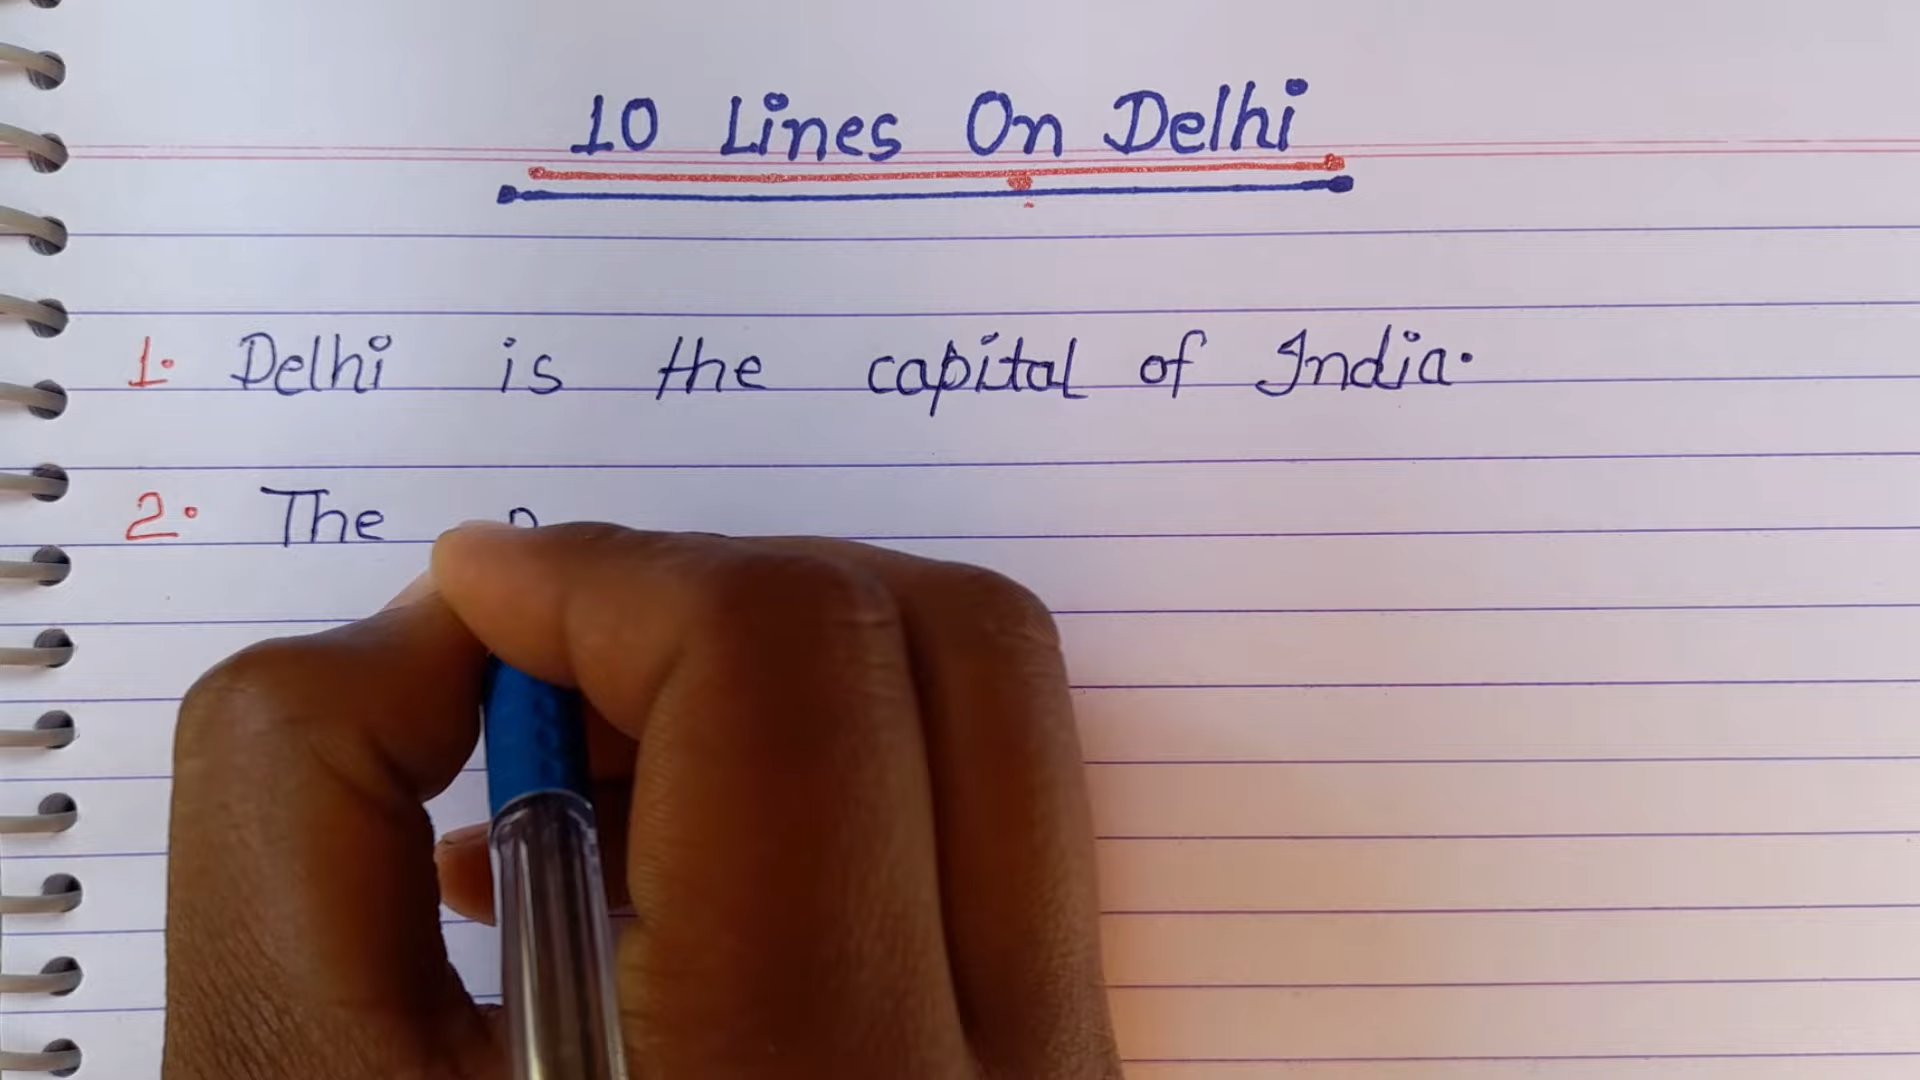 10 Lines On Delhi
1. Delhi is the capital of India.
2. The